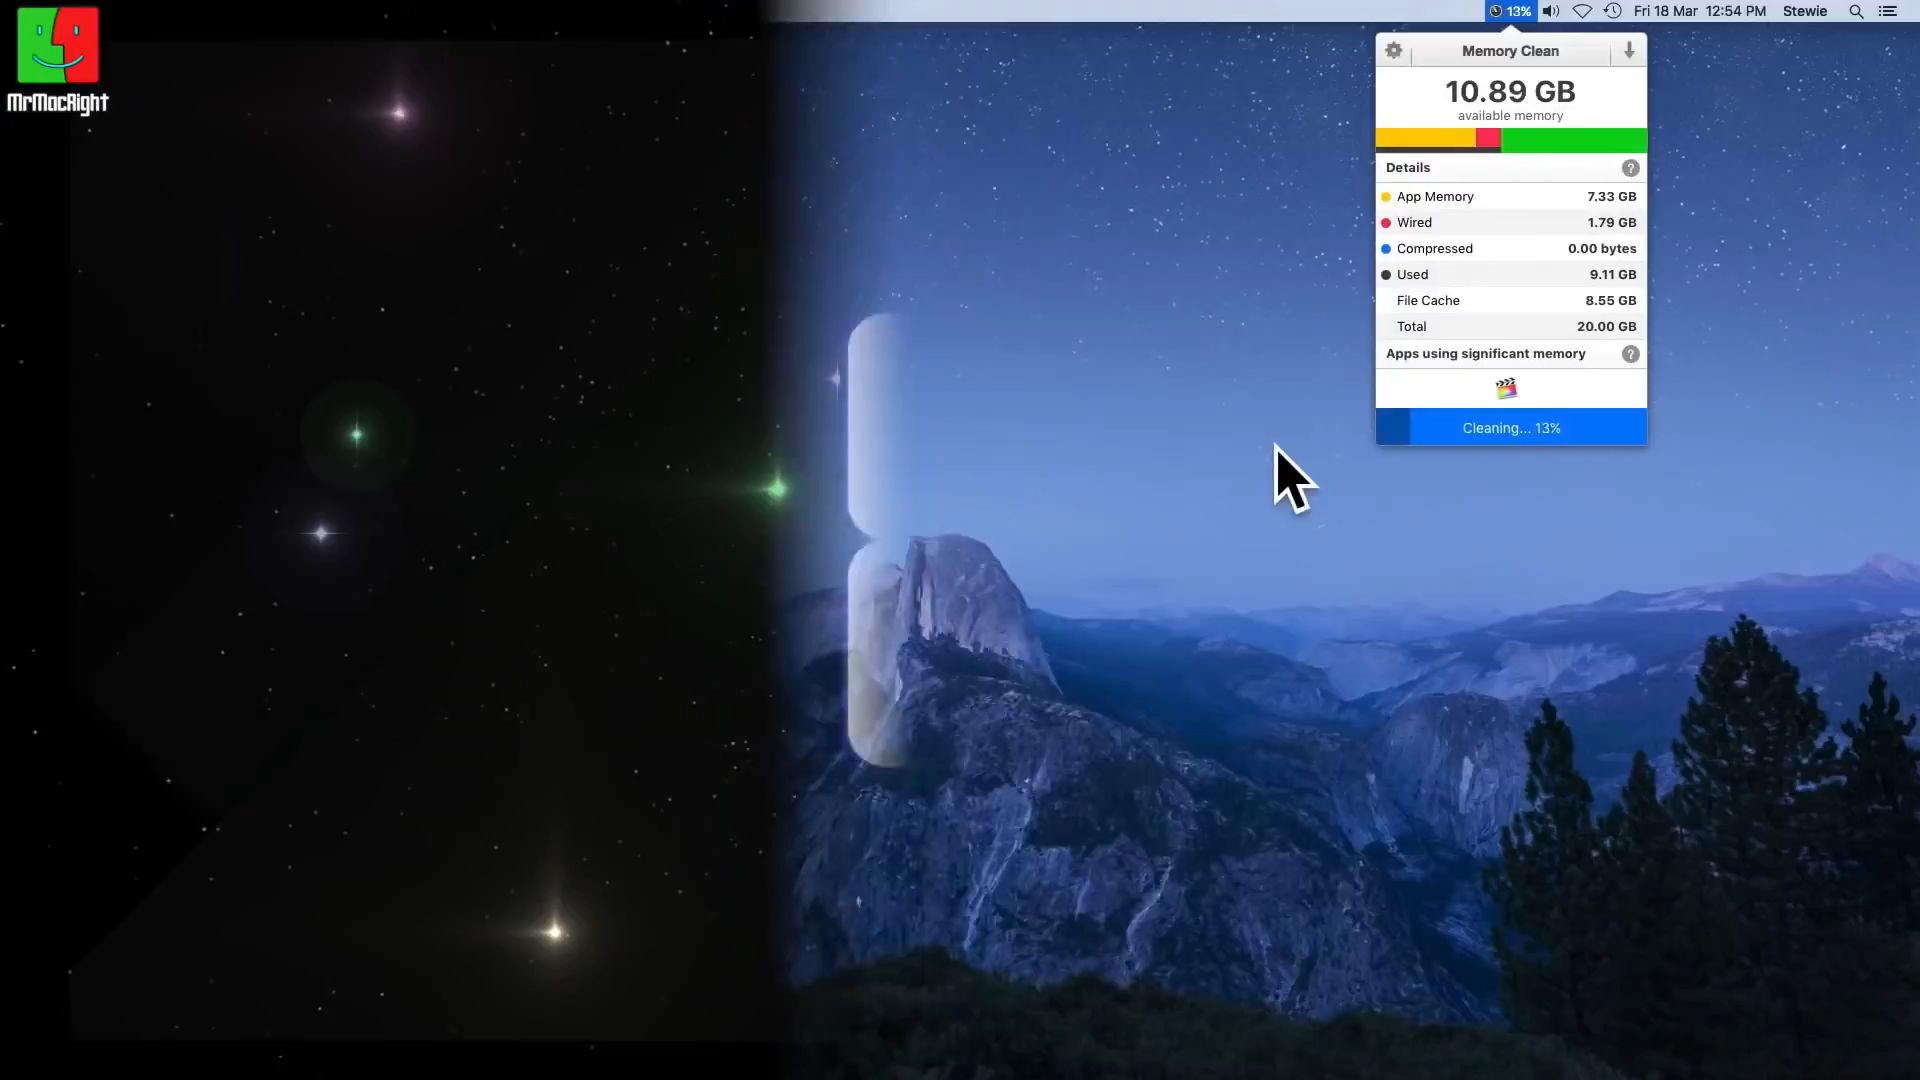 MrMacRight
13%
Fri 18 Mar 12:54 PM
Stewie
Memory Clean
10.89 GB
available memory
Details
?
App Memory 7.33 GB
Wired 1.79 GB
Compressed 0.00 bytes
Used 9.11 GB
File Cache 8.55 GB
Total 20.00 GB
Apps using significant memory
?
Cleaning... 13%